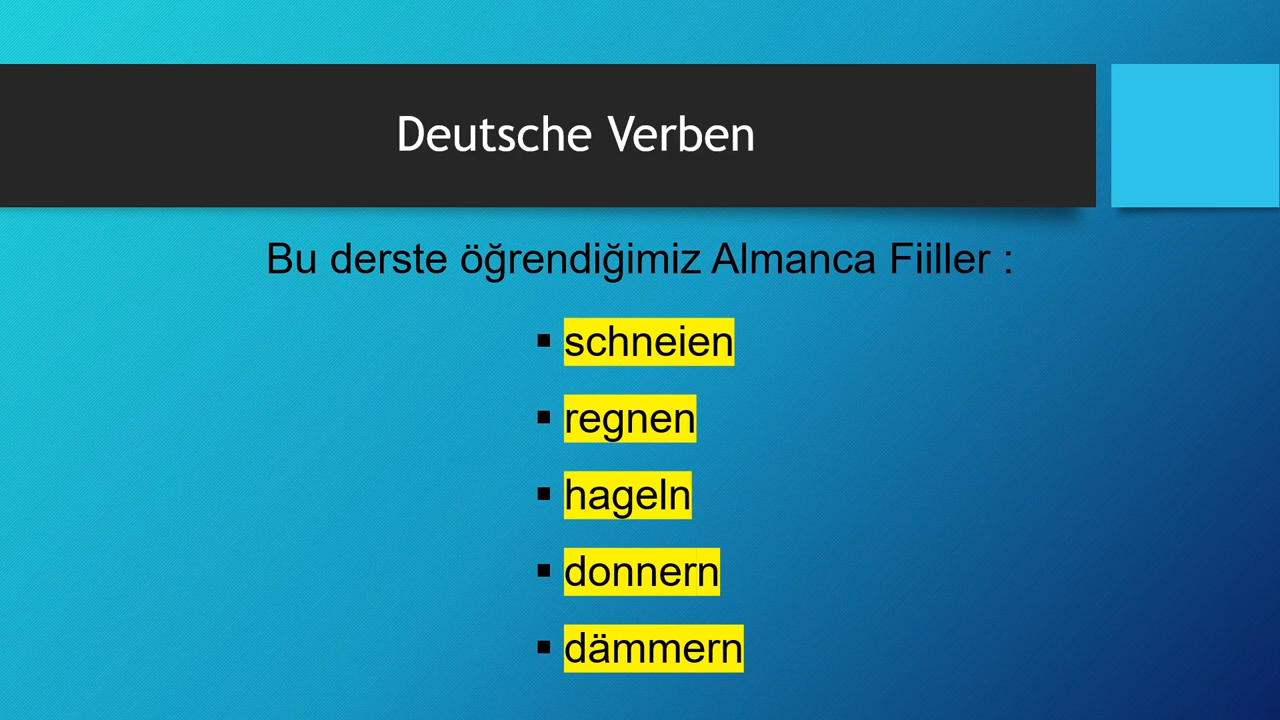 Deutsche Verben
Bu derste öğrendiğimiz Almanca Fiiller :
▪ schneien
▪ regnen
▪ hageln
▪ donnern
▪ dämmern